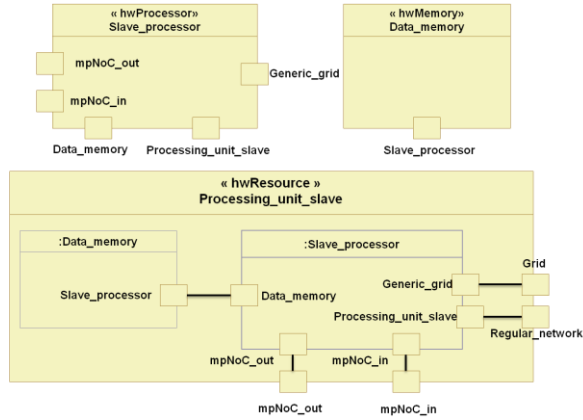 « hwProcessor»
Slave_processor
mpNoC_out
mpNoC_in
Generic_grid
Data_memory
Processing_unit_slave
« hwMemory»
Data_memory
Slave_processor
« hwResource »
Processing_unit_slave
:Data_memory
Slave_processor
:Slave_processor
Data_memory
Generic_grid
Processing_unit_slave
Grid
Regular_network
mpNoC_out
mpNoC_in
mpNoC_out
mpNoC_in